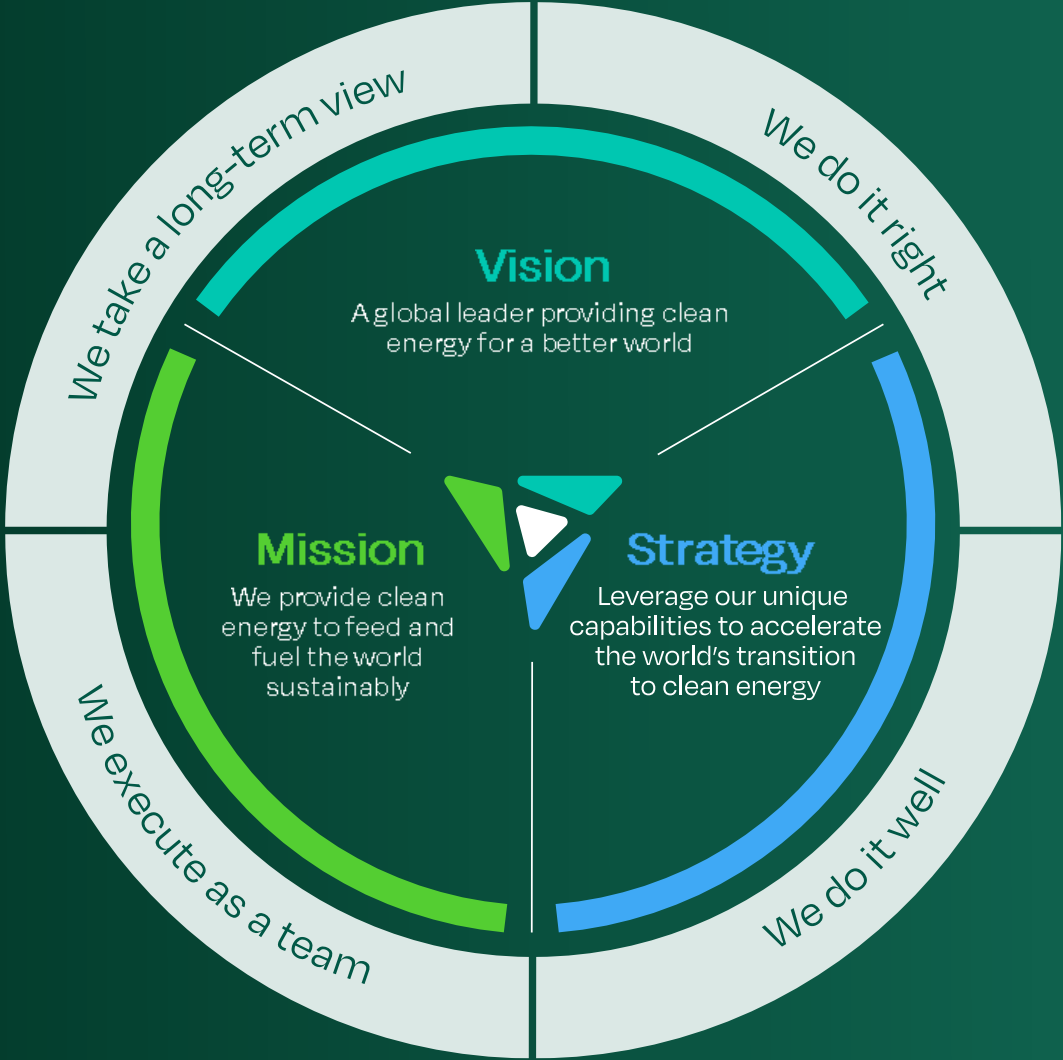 We take a long-term view
We do it right
Vision
A global leader providing clean
energy for a better world
Mission
We provide clean
energy to feed and
fuel the world
sustainably
Strategy
Leverage our unique
capabilities to accelerate
the world's transition
to clean energy
We execute as a team
We do it well